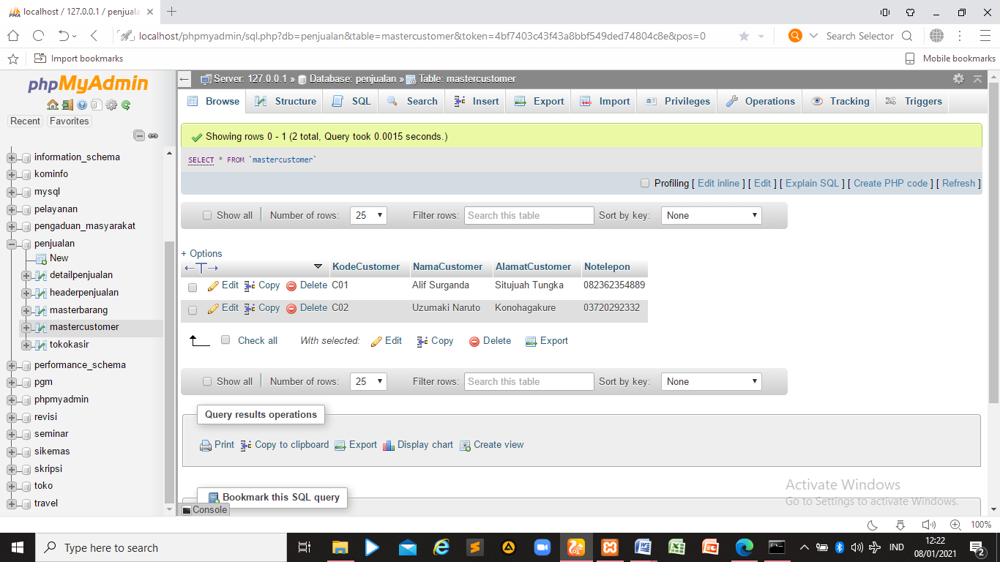 localhost / 127.0.0.1 / penjuala
localhost/phpmyadmin/sql.php?db=penjualan&table=mastercustomer&token=4bf7403c43f43a8bbf549ded74804c8e&pos=0
Search Selector
Import bookmarks
Mobile bookmarks
phpMyAdmin
Recent Favorites
information_schema
kominfo
mysql
pelayanan
pengaduan_masyarakat
penjualan
New
detailpenjualan
headerpenjualan
masterbarang
mastercustomer
tokokasir
performance_schema
pgm
phpmyadmin
revisi
seminar
sikemas
skripsi
toko
travel
Server: 127.0.0.1 » Database: penjualan » Table: mastercustomer
Browse Structure SQL Search Insert Export Import Privileges Operations Tracking Triggers
Showing rows 0 - 1 (2 total, Query took 0.0015 seconds.)
SELECT * FROM `mastercustomer`
Profiling [ Edit inline ] [ Edit ] [ Explain SQL ] [ Create PHP code ] [ Refresh ]
Show all Number of rows: 25 Filter rows: Search this table Sort by key: None
+ Options
KodeCustomer NamaCustomer AlamatCustomer Notelepon
Edit Copy Delete C01 Alif Surganda Situjuah Tungka 082362354889
Edit Copy Delete C02 Uzumaki Naruto Konohagakure 03720292332
Check all With selected: Edit Copy Delete Export
Show all Number of rows: 25 Filter rows: Search this table Sort by key: None
Query results operations
Print Copy to clipboard Export Display chart Create view
Bookmark this SQL query
Console
Activate Windows
Go to Settings to activate Windows.
100%
Type here to search
IND
12:22
08/01/2021
2